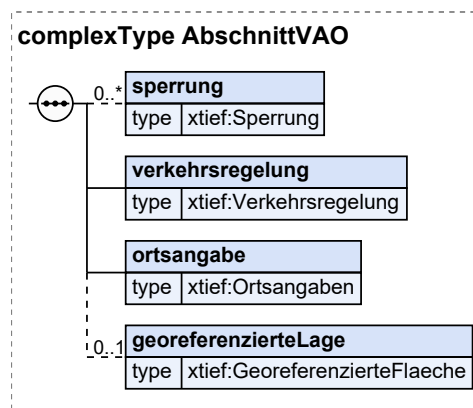 complexType AbschnittVAO
0..* sperrung
type xtief:Sperrung
verkehrsregelung
type xtief:Verkehrsregelung
ortsangabe
type xtief:Ortsangaben
0..1 georeferenzierteLage
type xtief:GeoreferenzierteFlaeche